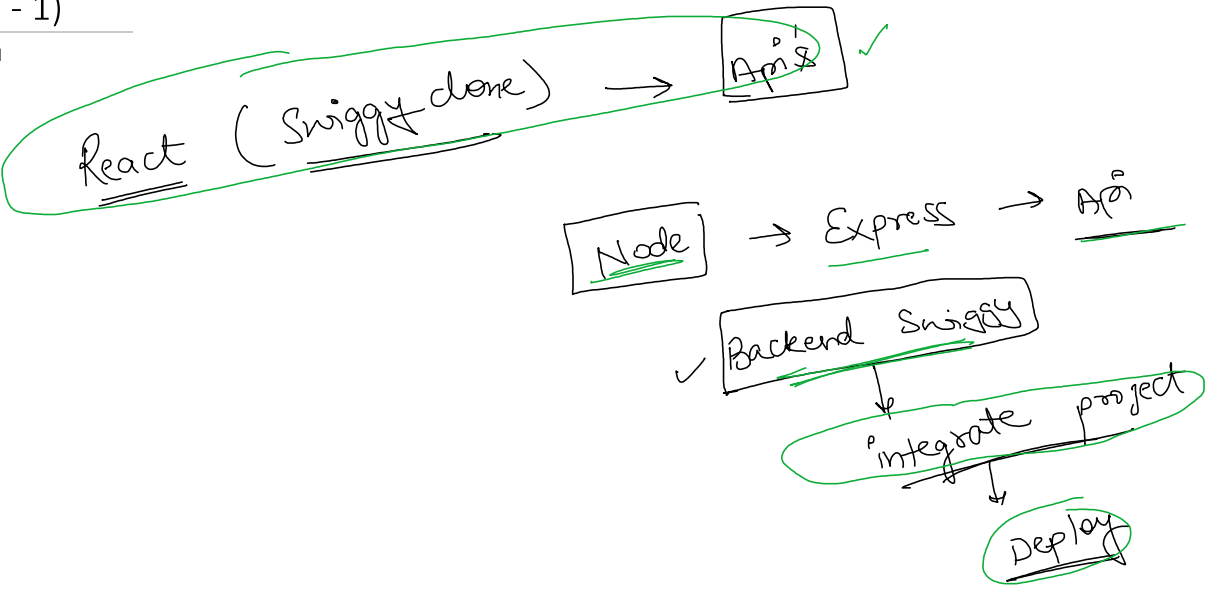 - 1)
React (Swiggy clone) → Api's
Node → Express → Api
Backend Swiggy
integrate project
Deploy